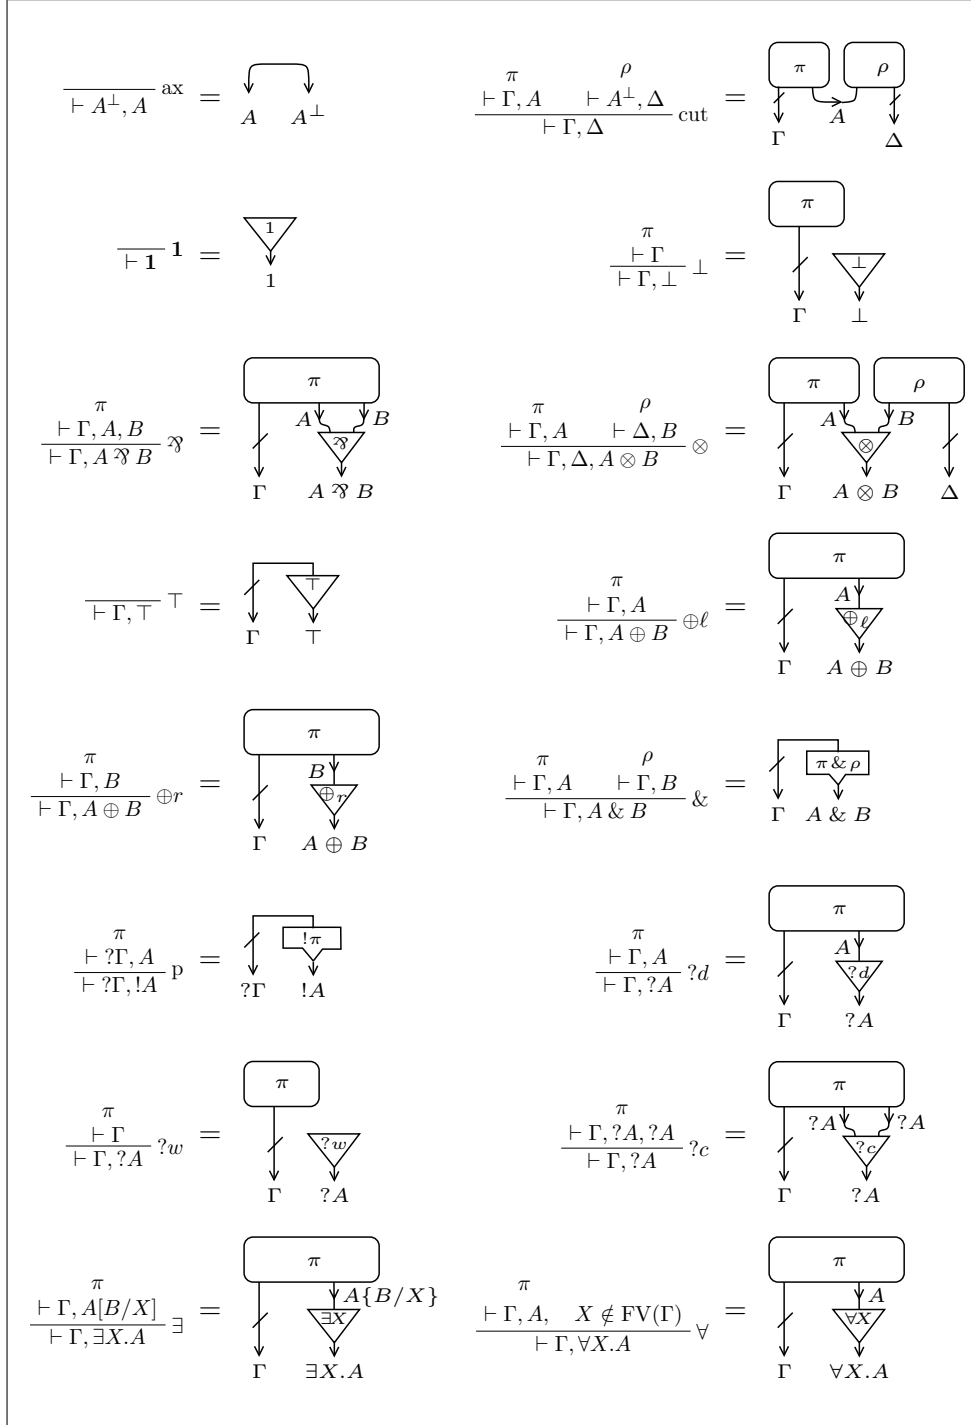 ax
⊢ A^⊥, A
=
A A^⊥
π ρ
⊢ Γ, A ⊢ A^⊥, Δ
cut
⊢ Γ, Δ
=
π ρ
A
Γ Δ
1
⊢ 1
=
1
1
π
⊢ Γ
⊥
⊢ Γ, ⊥
=
π
⊥
Γ ⊥
π
⊢ Γ, A, B
⅋
⊢ Γ, A ⅋ B
=
π
A B
⅋
Γ A ⅋ B
π ρ
⊢ Γ, A ⊢ Δ, B
⊗
⊢ Γ, Δ, A ⊗ B
=
π ρ
A B
⊗
Γ A ⊗ B Δ
⊤
⊢ Γ, ⊤
=
⊤
Γ ⊤
π
⊢ Γ, A
⊕ℓ
⊢ Γ, A ⊕ B
=
π
A
⊕ℓ
Γ A ⊕ B
π
⊢ Γ, B
⊕r
⊢ Γ, A ⊕ B
=
π
B
⊕r
Γ A ⊕ B
π ρ
⊢ Γ, A ⊢ Γ, B
&
⊢ Γ, A & B
=
π & ρ
Γ A & B
π
⊢ ?Γ, A
p
⊢ ?Γ, !A
=
!π
?Γ !A
π
⊢ Γ, A
?d
⊢ Γ, ?A
=
π
A
?d
Γ ?A
π
⊢ Γ
?w
⊢ Γ, ?A
=
π
?w
Γ ?A
π
⊢ Γ, ?A, ?A
?c
⊢ Γ, ?A
=
π
?A ?A
?c
Γ ?A
π
⊢ Γ, A[B/X]
∃
⊢ Γ, ∃X.A
=
π
A{B/X}
∃X
Γ ∃X.A
π
⊢ Γ, A, X ∉ FV(Γ)
∀
⊢ Γ, ∀X.A
=
π
A
∀X
Γ ∀X.A